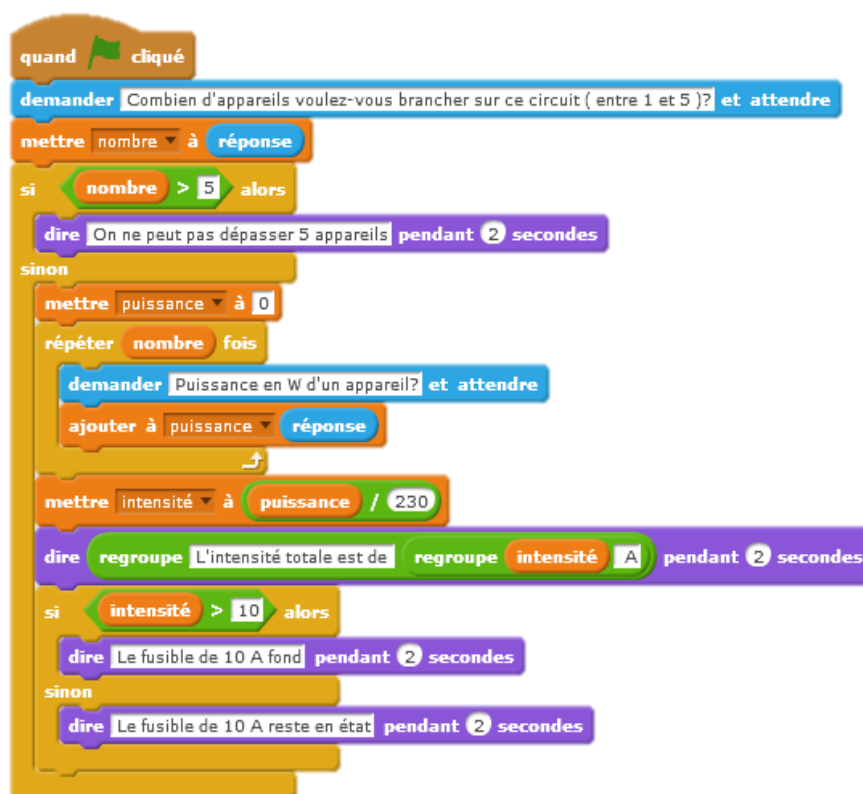 quand cliqué
demander Combien d'appareils voulez-vous brancher sur ce circuit ( entre 1 et 5 )? et attendre
mettre nombre à réponse
si nombre > 5 alors
dire On ne peut pas dépasser 5 appareils pendant 2 secondes
sinon
mettre puissance à 0
répéter nombre fois
demander Puissance en W d'un appareil? et attendre
ajouter à puissance réponse
mettre intensité à puissance / 230
dire regroupe L'intensité totale est de regroupe intensité A pendant 2 secondes
si intensité > 10 alors
dire Le fusible de 10 A fond pendant 2 secondes
sinon
dire Le fusible de 10 A reste en état pendant 2 secondes